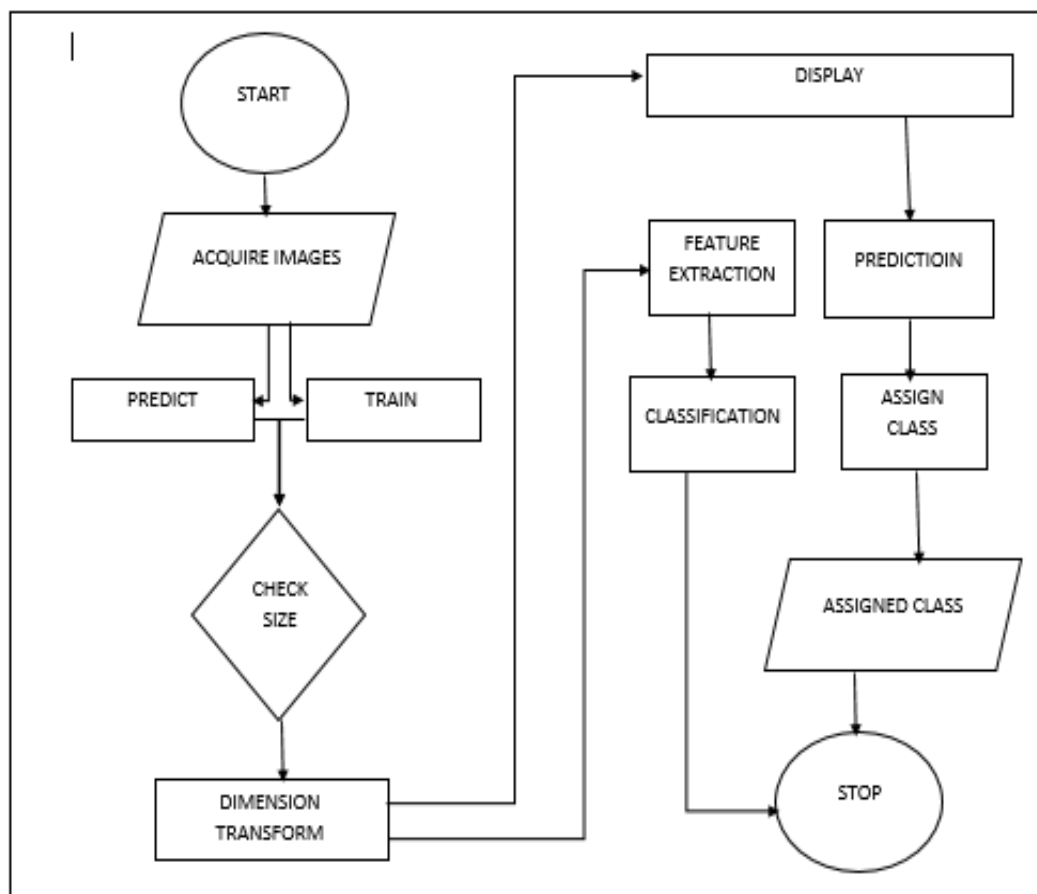 START
ACQUIRE IMAGES
PREDICT
TRAIN
CHECK
SIZE
DIMENSION
TRANSFORM
DISPLAY
FEATURE
EXTRACTION
PREDICTIOIN
CLASSIFICATION
ASSIGN
CLASS
ASSIGNED CLASS
STOP